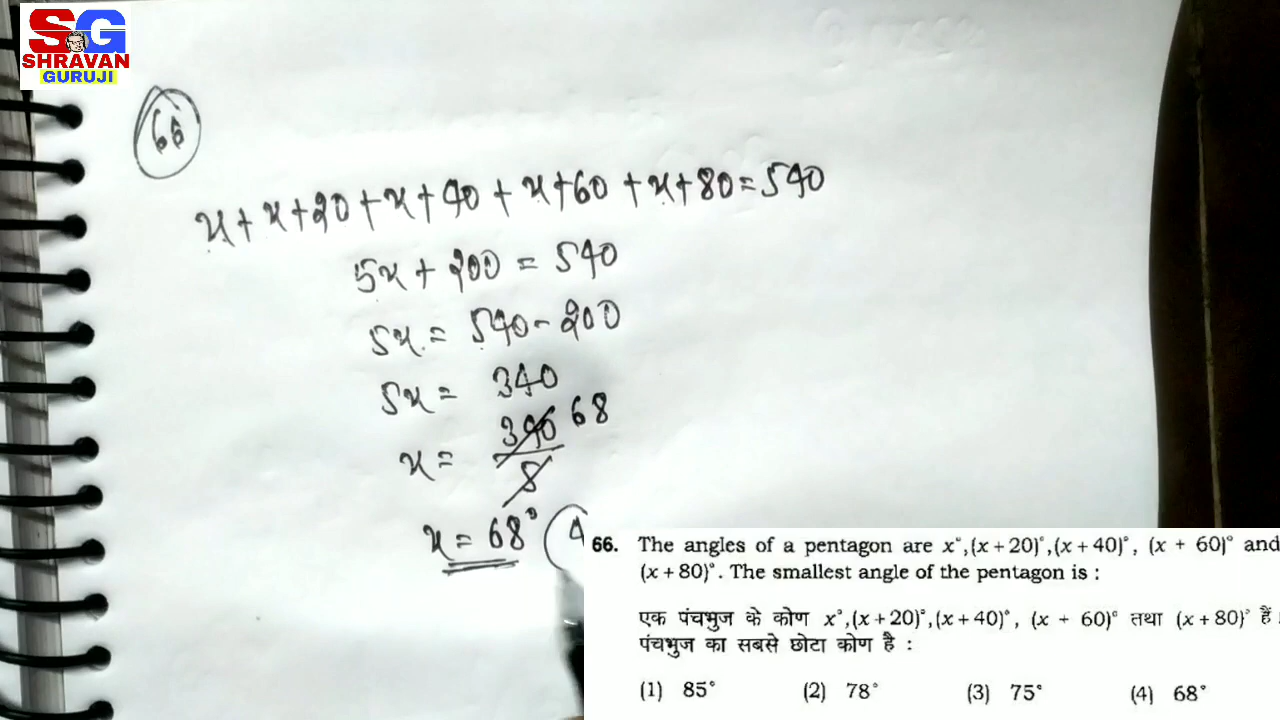 SG
SHRAVAN
GURUJI
66
x + x + 20 + x + 40 + x + 60 + x + 80 = 540
5x + 200 = 540
5x = 540 - 200
5x = 340
x = 340/5 68
x = 68° (4
66. The angles of a pentagon are x°,(x+20)°,(x+40)°, (x + 60)° and
(x+80)°. The smallest angle of the pentagon is :
एक पंचभुज के कोण x°,(x+20)°,(x+40)°, (x + 60)° तथा (x+80)° हैं।
पंचभुज का सबसे छोटा कोण है :
(1) 85° (2) 78° (3) 75° (4) 68°